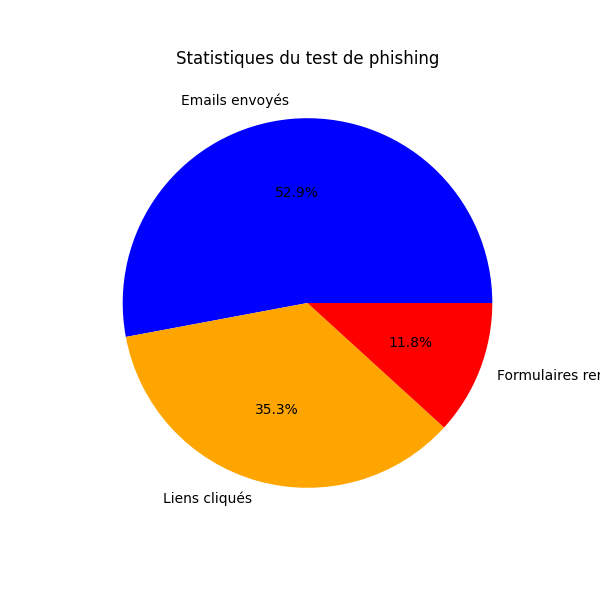 Statistiques du test de phishing
Emails envoyés
52.9%
11.8%
Formulaires
35.3%
Liens cliqués